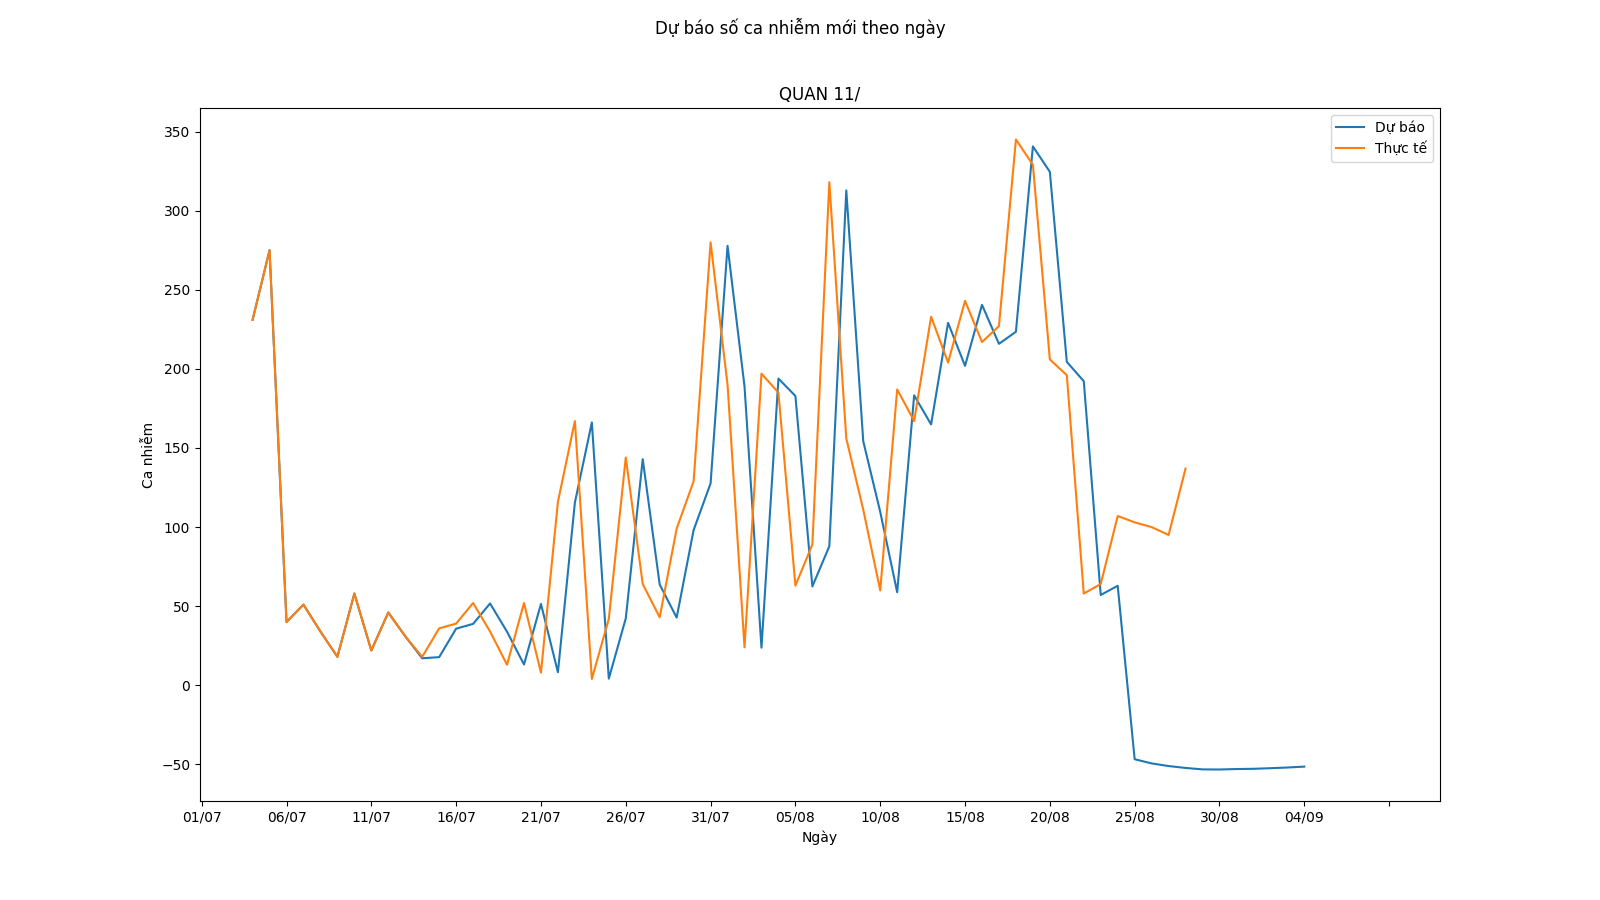 Dự báo số ca nhiễm mới theo ngày
QUAN 11/
Dự báo
Thực tế
Ca nhiễm
350
300
250
200
150
100
50
0
−50
01/07 06/07 11/07 16/07 21/07 26/07 31/07 05/08 10/08 15/08 20/08 25/08 30/08 04/09
Ngày